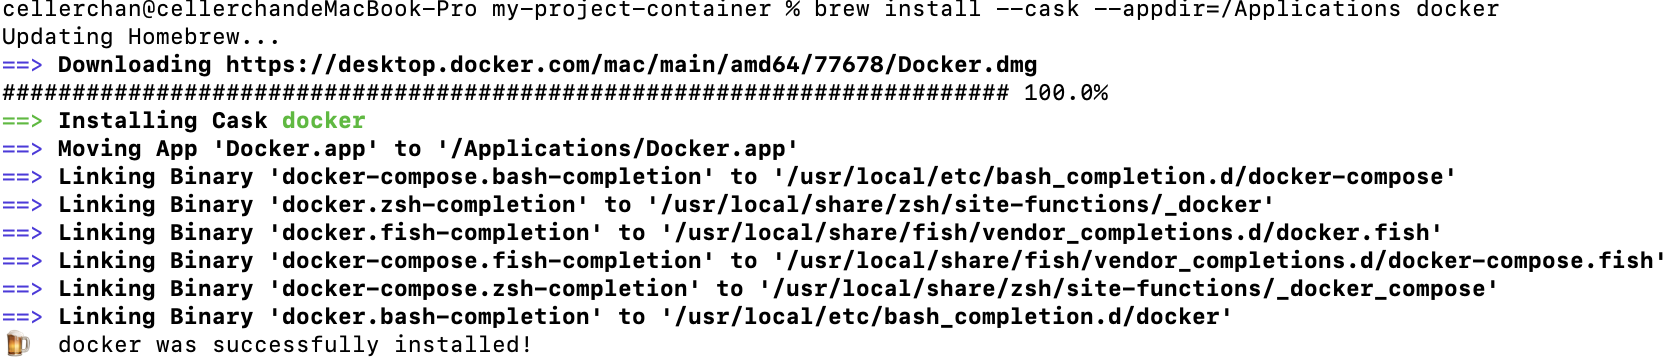 cellerchan@cellerchandeMacBook-Pro my-project-container % brew install --cask --appdir=/Applications docker
Updating Homebrew...
==> Downloading https://desktop.docker.com/mac/main/amd64/77678/Docker.dmg
######################################################################## 100.0%
==> Installing Cask docker
==> Moving App 'Docker.app' to '/Applications/Docker.app'
==> Linking Binary 'docker-compose.bash-completion' to '/usr/local/etc/bash_completion.d/docker-compose'
==> Linking Binary 'docker.zsh-completion' to '/usr/local/share/zsh/site-functions/_docker'
==> Linking Binary 'docker.fish-completion' to '/usr/local/share/fish/vendor_completions.d/docker.fish'
==> Linking Binary 'docker-compose.fish-completion' to '/usr/local/share/fish/vendor_completions.d/docker-compose.fish'
==> Linking Binary 'docker-compose.zsh-completion' to '/usr/local/share/zsh/site-functions/_docker_compose'
==> Linking Binary 'docker.bash-completion' to '/usr/local/etc/bash_completion.d/docker'
🍺 docker was successfully installed!